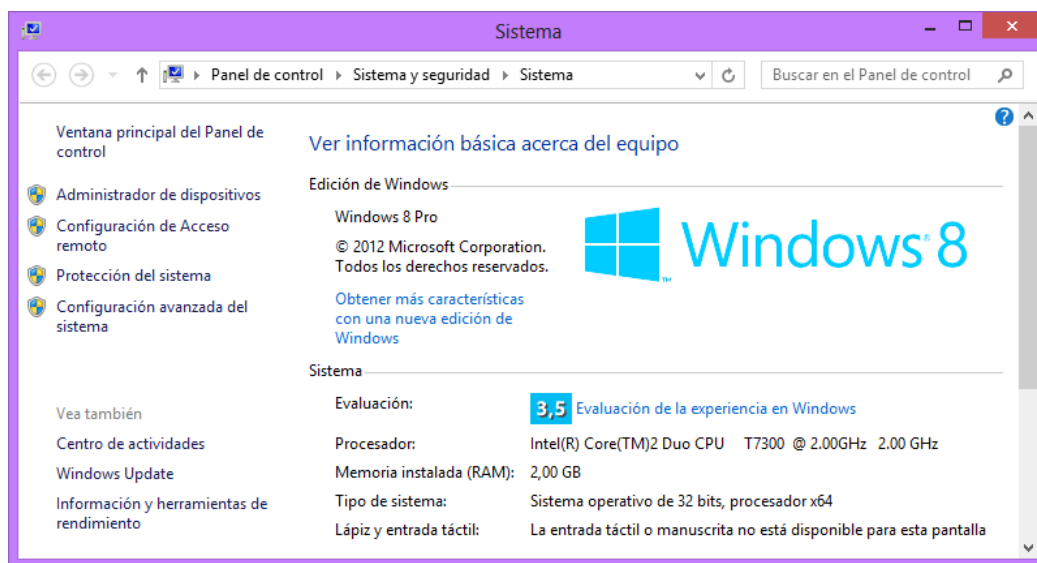 Sistema
Panel de control Sistema y seguridad Sistema
Buscar en el Panel de control
Ventana principal del Panel de
control
Administrador de dispositivos
Configuración de Acceso
remoto
Protección del sistema
Configuración avanzada del
sistema
Vea también
Centro de actividades
Windows Update
Información y herramientas de
rendimiento
?
Ver información básica acerca del equipo
Edición de Windows
Windows 8 Pro
© 2012 Microsoft Corporation.
Todos los derechos reservados.
Obtener más características
con una nueva edición de
Windows
Windows® 8
™
Sistema
Evaluación: 3,5 Evaluación de la experiencia en Windows
Procesador: Intel(R) Core(TM)2 Duo CPU T7300 @ 2.00GHz 2.00 GHz
Memoria instalada (RAM): 2,00 GB
Tipo de sistema: Sistema operativo de 32 bits, procesador x64
Lápiz y entrada táctil: La entrada táctil o manuscrita no está disponible para esta pantalla